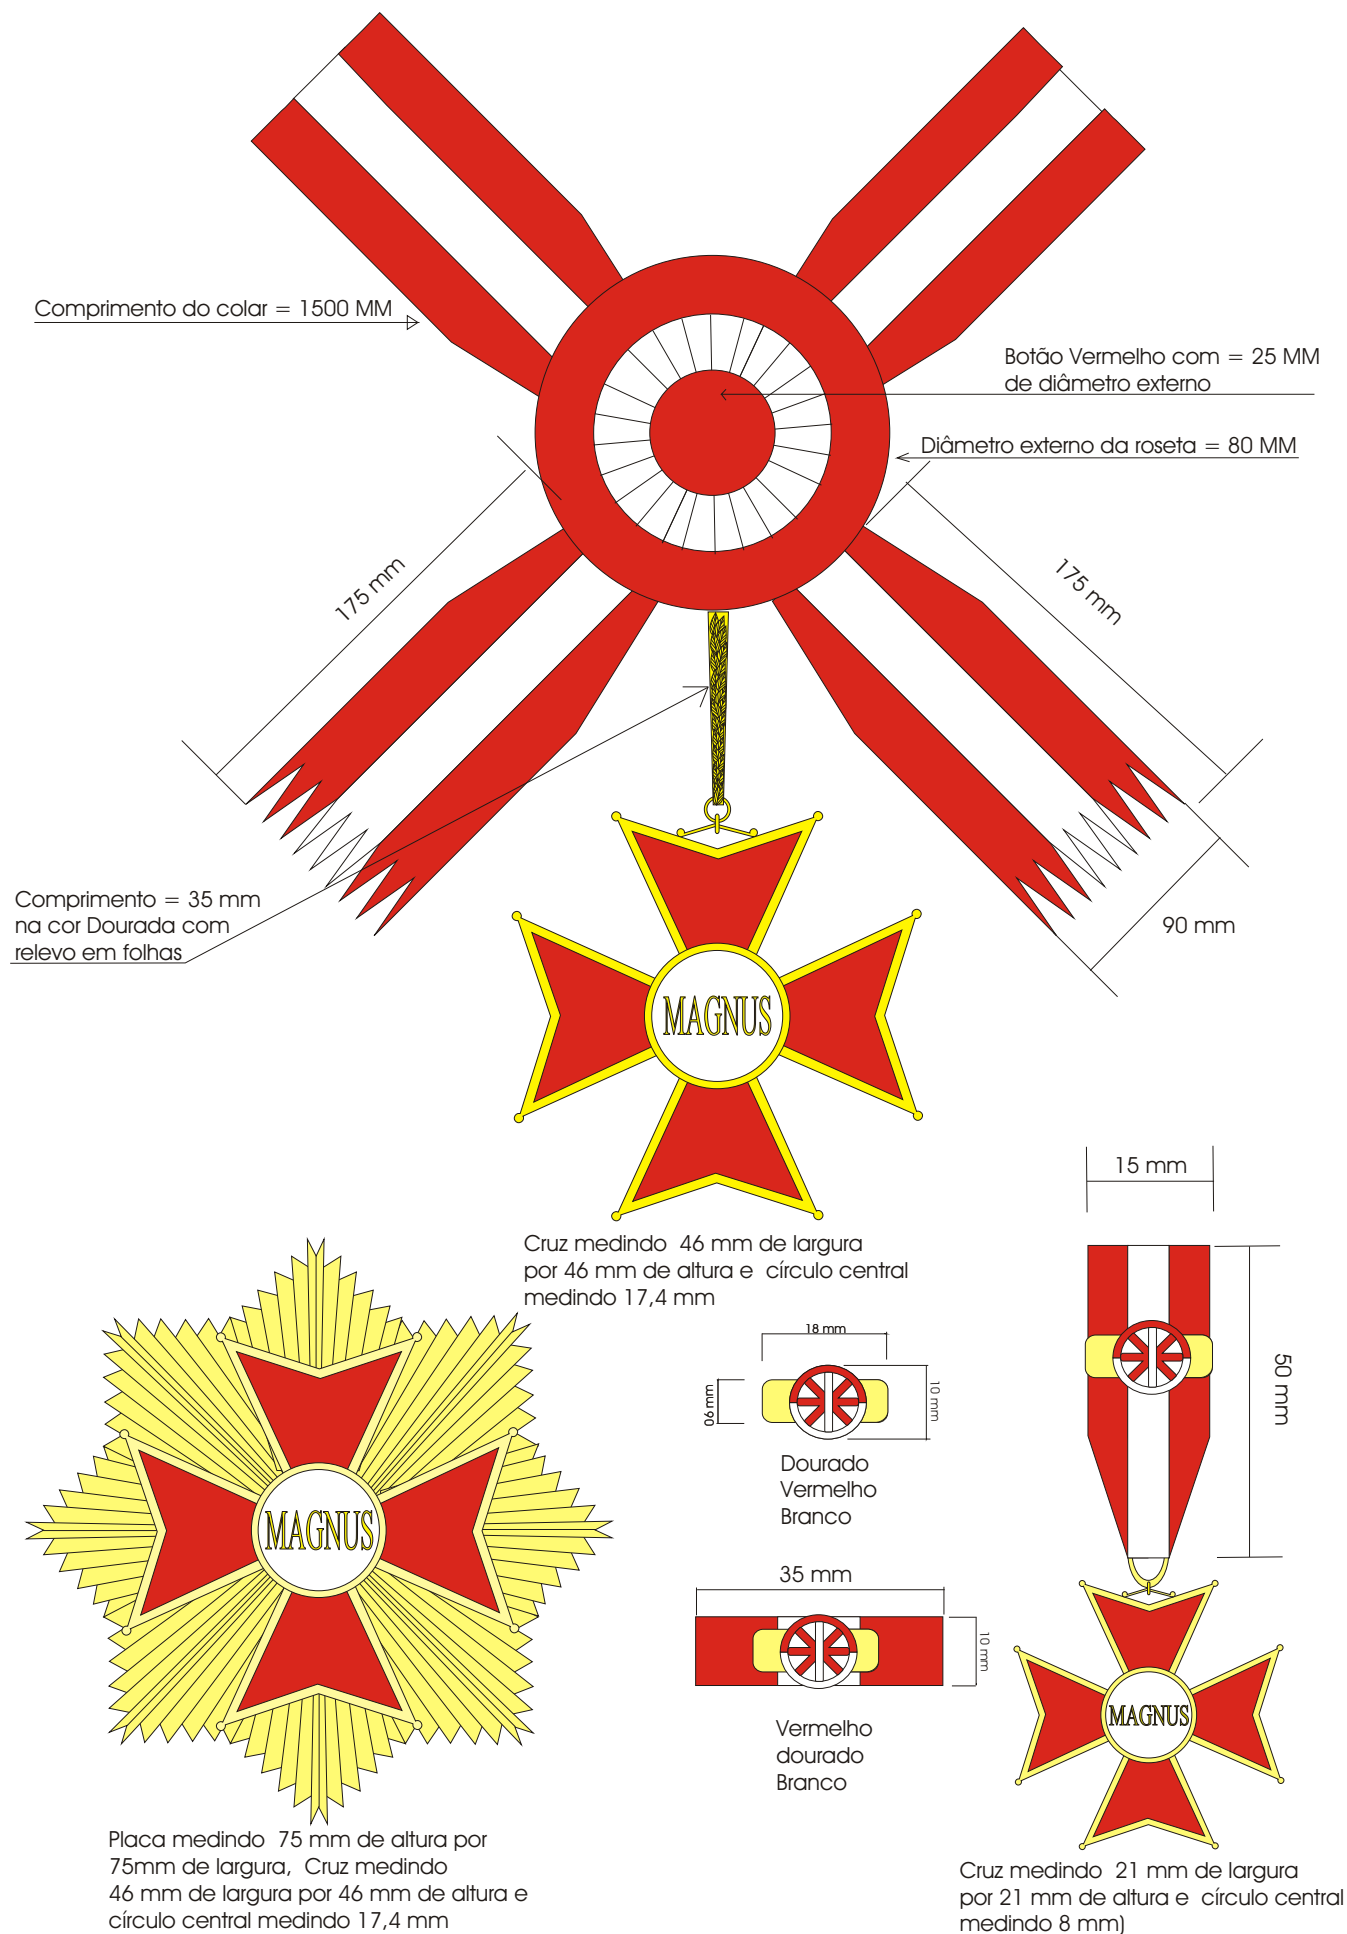 Comprimento do colar = 1500 MM
Botão Vermelho com = 25 MM
de diâmetro externo
Diâmetro externo da roseta = 80 MM
175 mm
175 mm
Comprimento = 35 mm
na cor Dourada com
relevo em folhas
90 mm
MAGNUS
15 mm
Cruz medindo 46 mm de largura
por 46 mm de altura e círculo central
medindo 17,4 mm
18 mm
06 mm
10 mm
50 mm
Dourado
Vermelho
Branco
MAGNUS
35 mm
10 mm
Vermelho
dourado
Branco
MAGNUS
Placa medindo 75 mm de altura por
75mm de largura, Cruz medindo
46 mm de largura por 46 mm de altura e
círculo central medindo 17,4 mm
Cruz medindo 21 mm de largura
por 21 mm de altura e círculo central
medindo 8 mm)